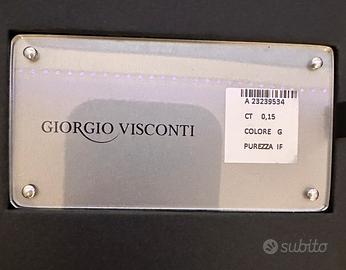 GIORGIO VISCONTI
A 23239534
CT 0,15
COLORE G
PUREZZA IF
subito